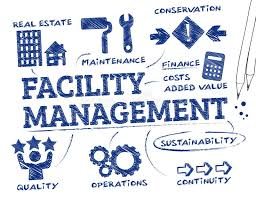 REAL ESTATE
CONSERVATION
MAINTENANCE
FINANCE
COSTS
ADDED VALUE
FACILITY
MANAGEMENT
SUSTAINABILITY
QUALITY
OPERATIONS
CONTINUITY